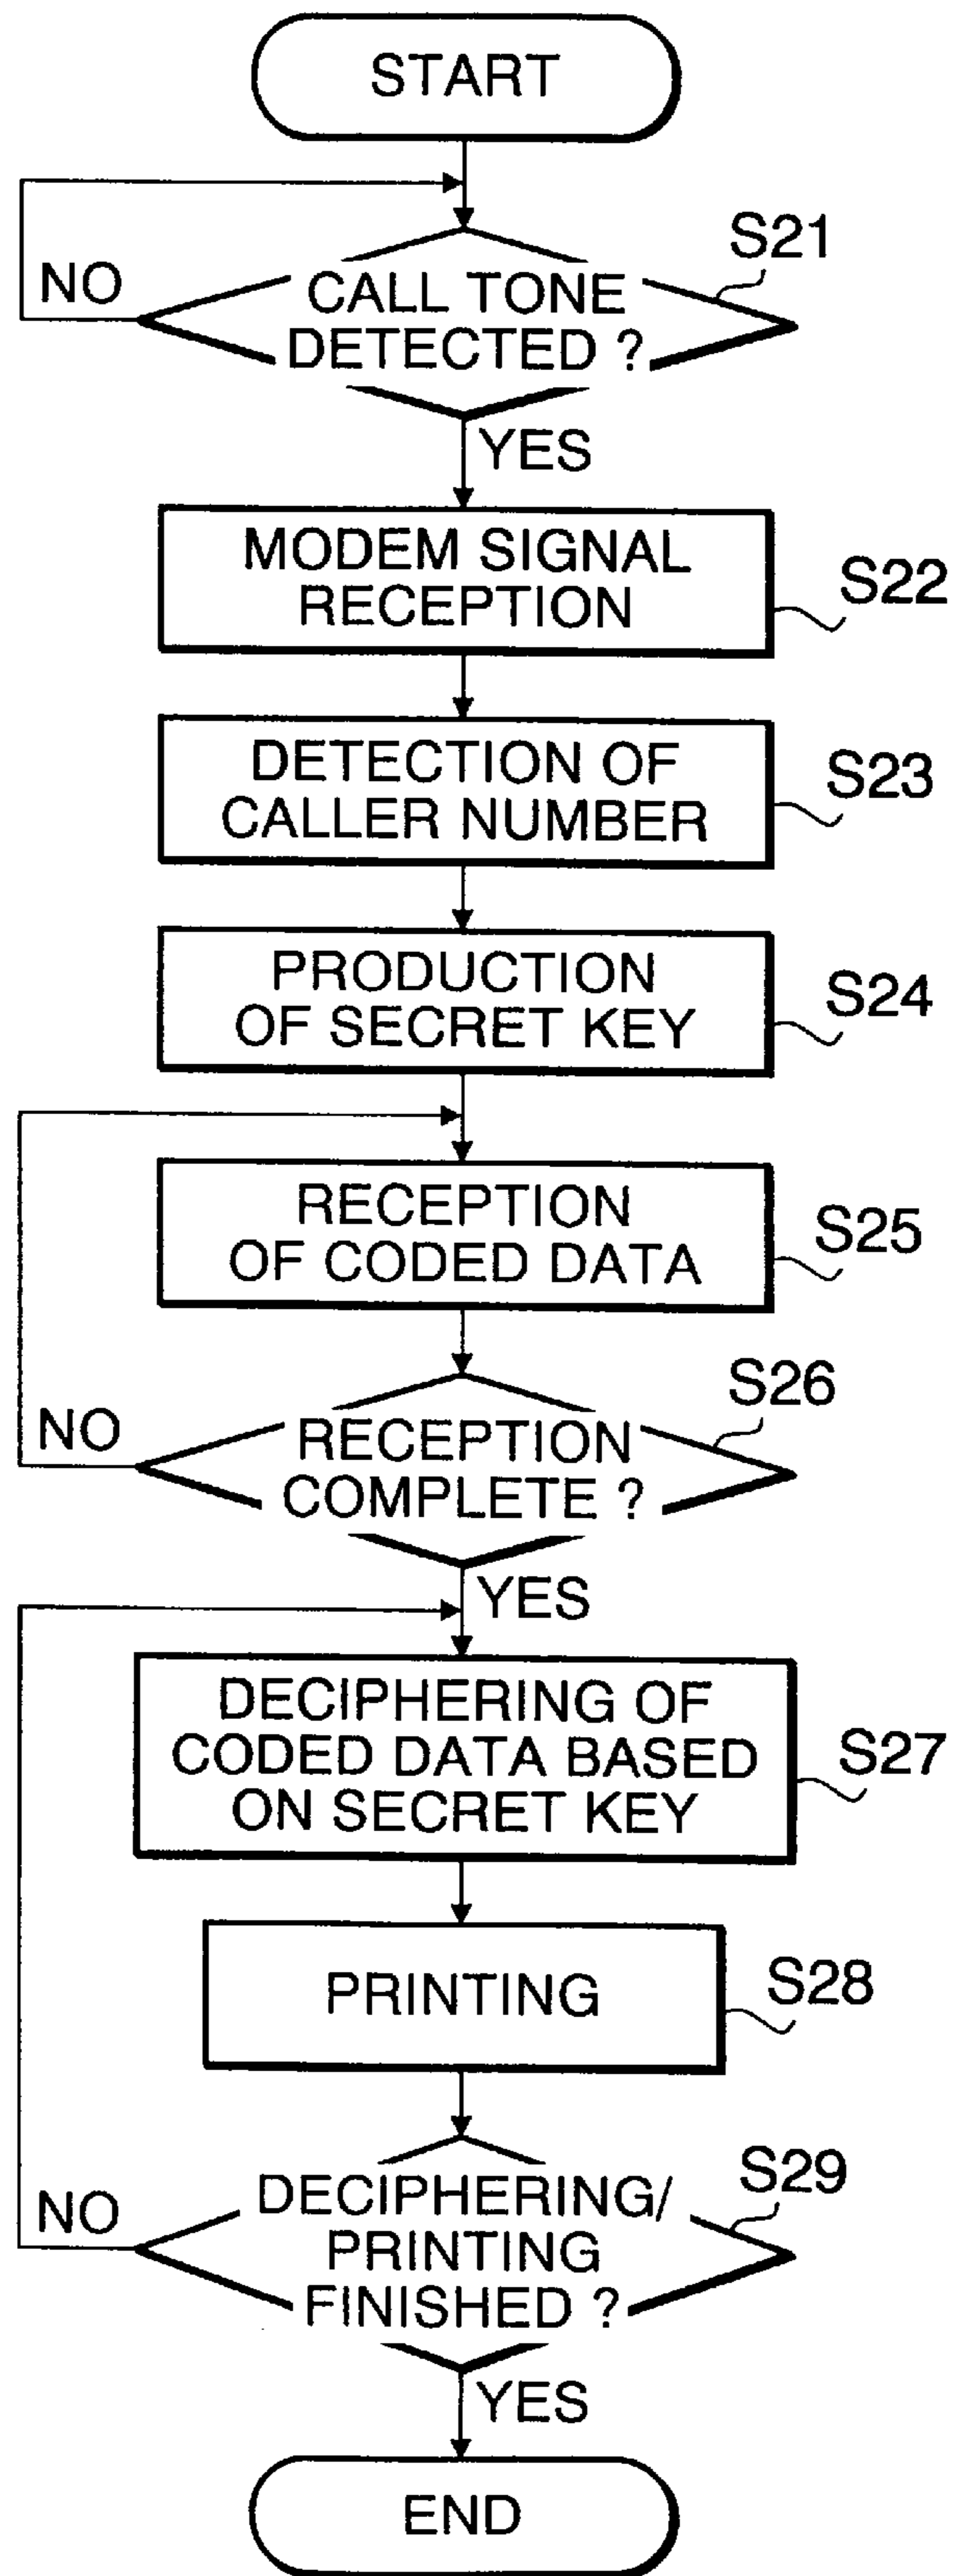 START
S21
NO
CALL TONE
DETECTED ?
YES
MODEM SIGNAL
RECEPTION
S22
DETECTION OF
CALLER NUMBER
S23
PRODUCTION
OF SECRET KEY
S24
RECEPTION
OF CODED DATA
S25
S26
NO
RECEPTION
COMPLETE ?
YES
DECIPHERING OF
CODED DATA BASED
ON SECRET KEY
S27
PRINTING
S28
S29
NO
DECIPHERING/
PRINTING
FINISHED ?
YES
END